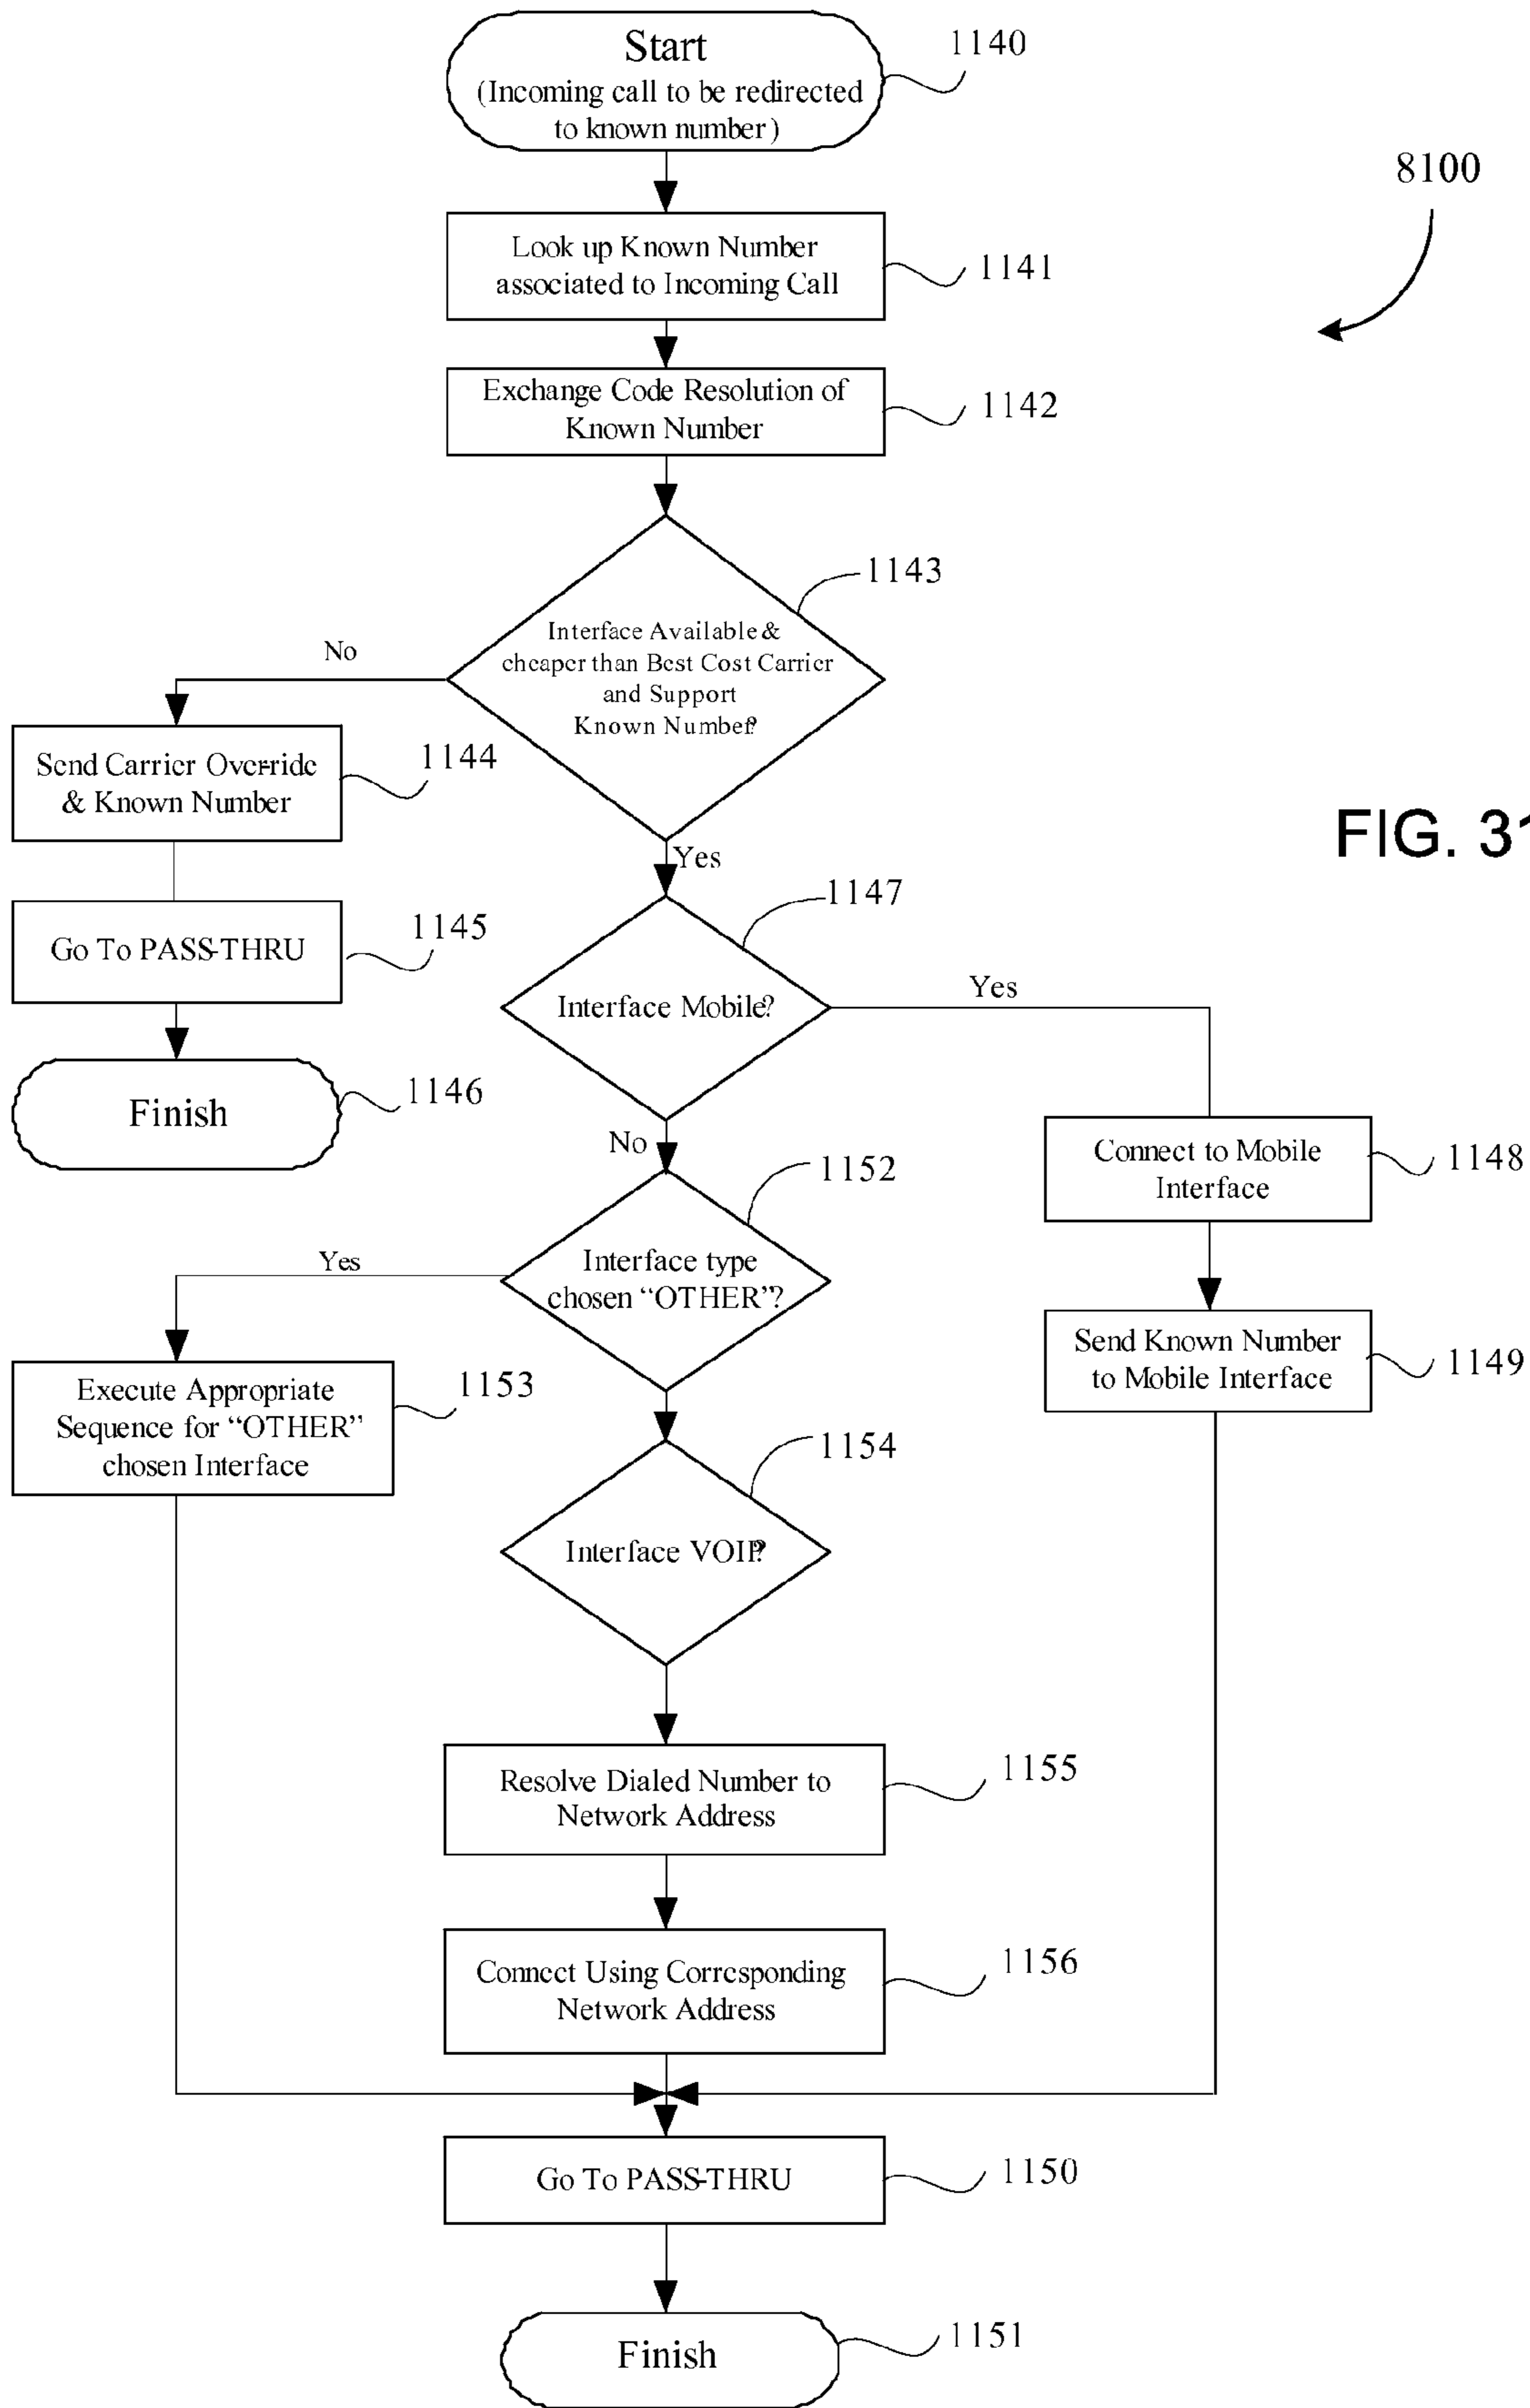 Start
(Incoming call to be redirected
to known number)
1140
8100
Look up Known Number
associated to Incoming Call
1141
Exchange Code Resolution of
Known Number
1142
1143
Interface Available &
cheaper than Best Cost Carrier
and Support
Known Number?
No
Send Carrier Over-ride
& Known Number
1144
Yes
FIG. 31
1147
Go To PASS-THRU
1145
Interface Mobile?
Yes
Finish
1146
No
Connect to Mobile
Interface
1148
1152
Interface type
chosen “OTHER”?
Yes
Send Known Number
to Mobile Interface
1149
Execute Appropriate
Sequence for “OTHER”
chosen Interface
1153
1154
Interface VOIP?
Resolve Dialed Number to
Network Address
1155
Connect Using Corresponding
Network Address
1156
Go To PASS-THRU
1150
Finish
1151